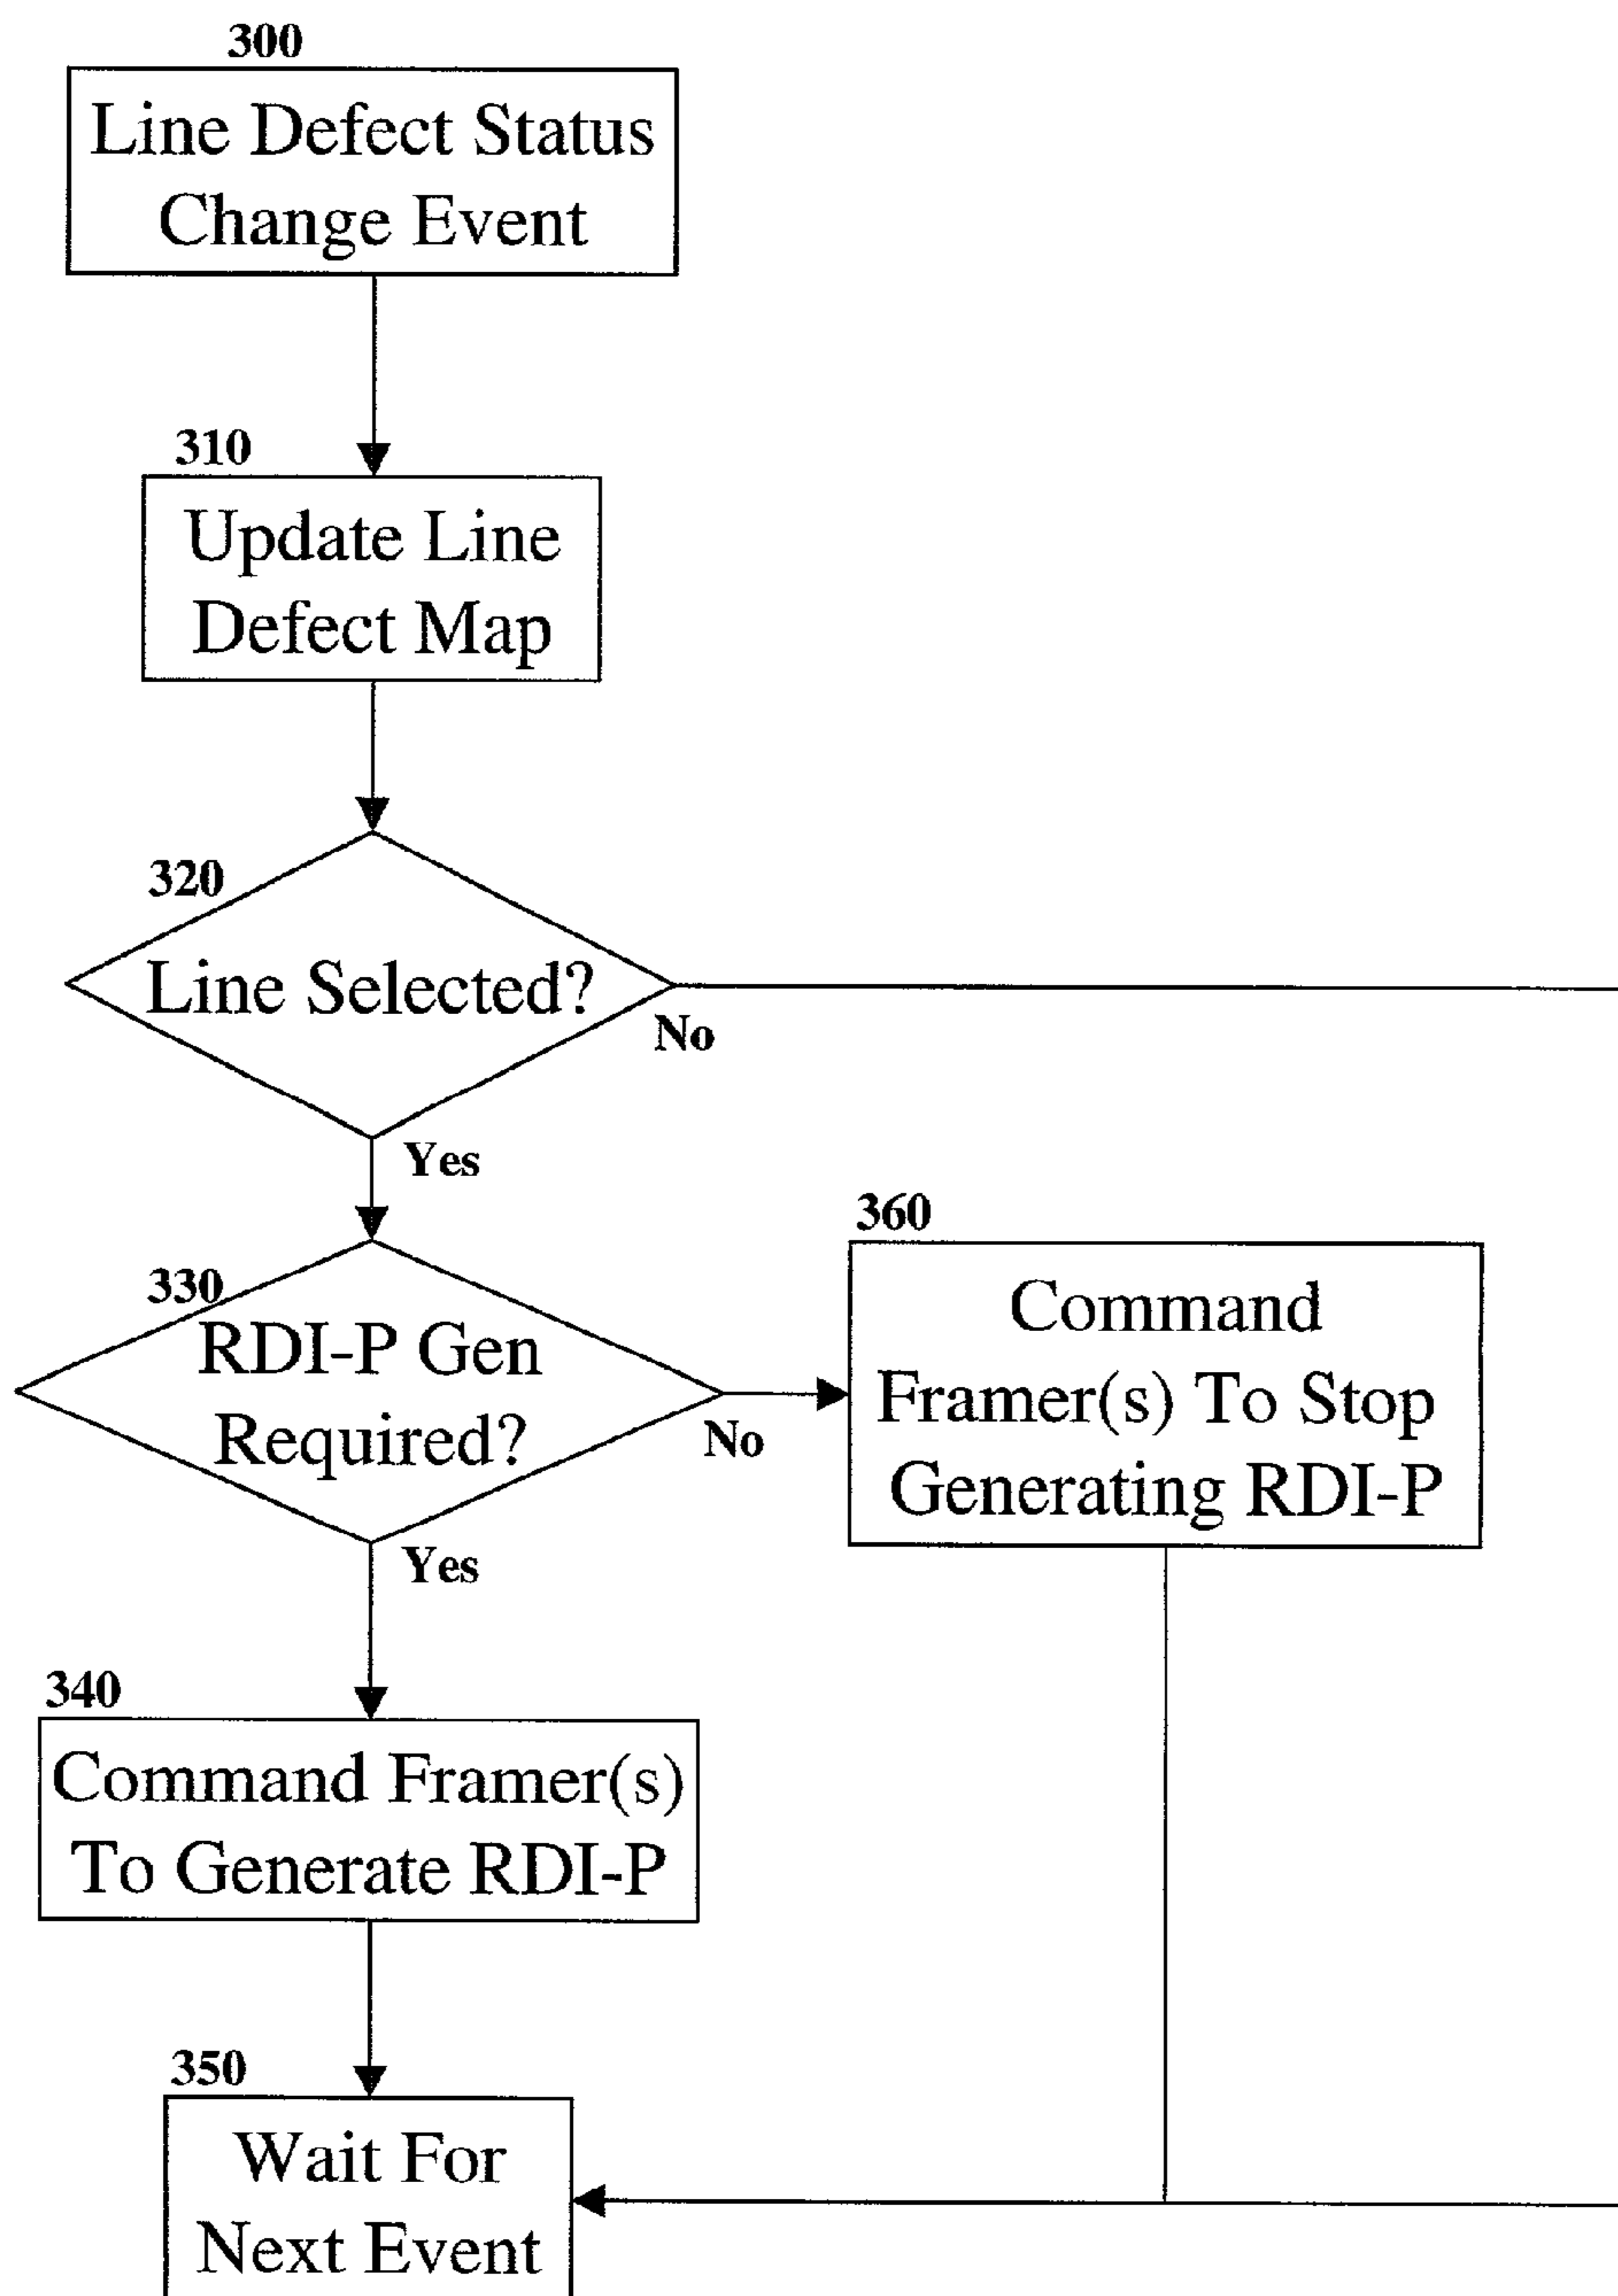 300
Line Defect Status
Change Event
310
Update Line
Defect Map
320
Line Selected?
No
Yes
330
RDI-P Gen
Required?
No
Yes
360
Command
Framer(s) To Stop
Generating RDI-P
340
Command Framer(s)
To Generate RDI-P
350
Wait For
Next Event